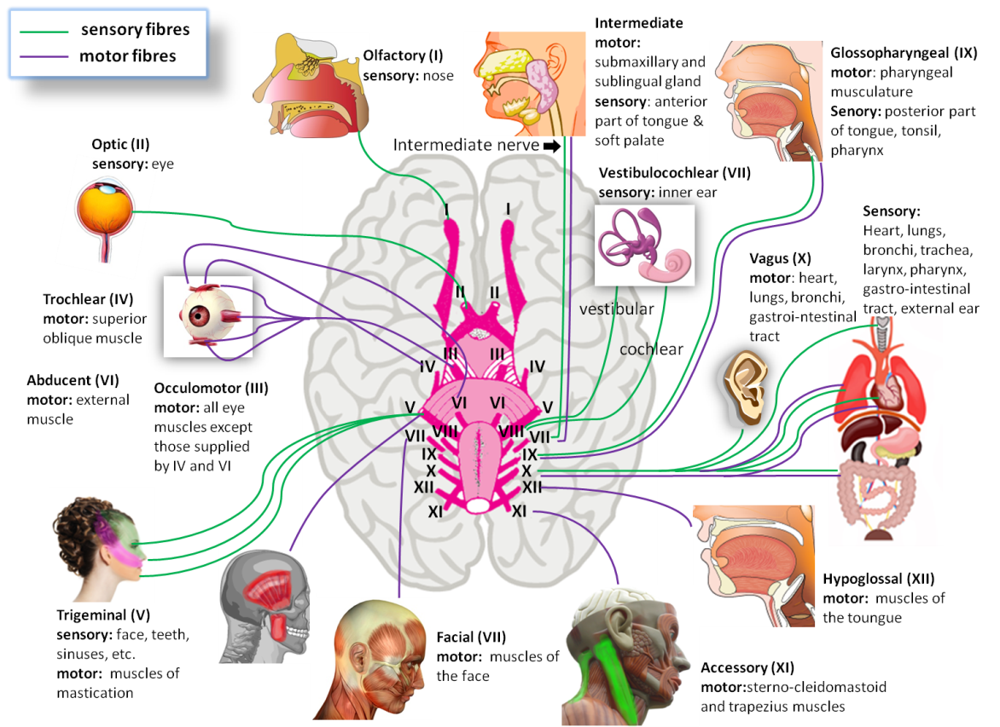 sensory fibres
motor fibres
Olfactory (I)
sensory: nose
Intermediate
motor:
submaxillary and
sublingual gland
sensory: anterior
part of tongue &
soft palate
Intermediate nerve
Glossopharyngeal (IX)
motor: pharyngeal
musculature
Senory: posterior part
of tongue, tonsil,
pharynx
Optic (II)
sensory: eye
Vestibulocochlear (VII)
sensory: inner ear
vestibular
cochlear
Sensory:
Heart, lungs,
bronchi, trachea,
larynx, pharynx,
gastro-intestinal
tract, external ear
Vagus (X)
motor: heart,
lungs, bronchi,
gastroi-ntestinal
tract
Trochlear (IV)
motor: superior
oblique muscle
Abducent (VI)
motor: external
muscle
Occulomotor (III)
motor: all eye
muscles except
those supplied
by IV and VI
I I
II II
III III
IV IV
V VI VI V
VII VIII VIII VII
IX IX
X X
XII XII
XI XI
Trigeminal (V)
sensory: face, teeth,
sinuses, etc.
motor: muscles of
mastication
Facial (VII)
motor: muscles of
the face
Accessory (XI)
motor:sterno-cleidomastoid
and trapezius muscles
Hypoglossal (XII)
motor: muscles of
the toungue